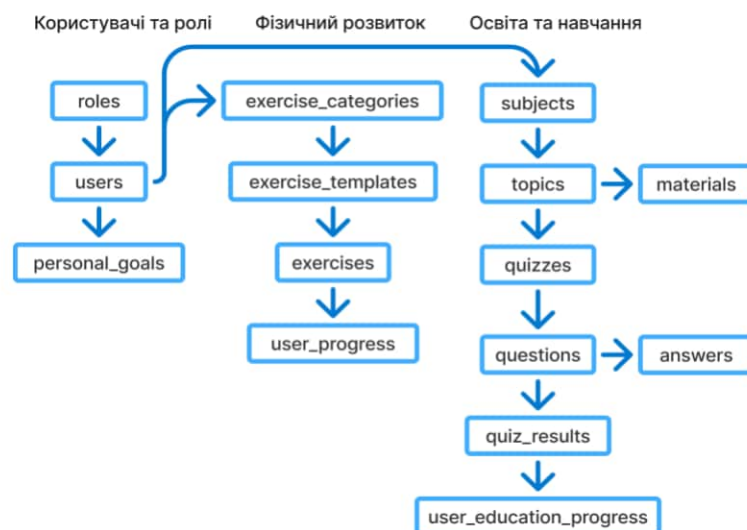 Користувачі та ролі
Фізичний розвиток
Освіта та навчання
roles
users
personal_goals
exercise_categories
exercise_templates
exercises
user_progress
subjects
topics
materials
quizzes
questions
answers
quiz_results
user_education_progress